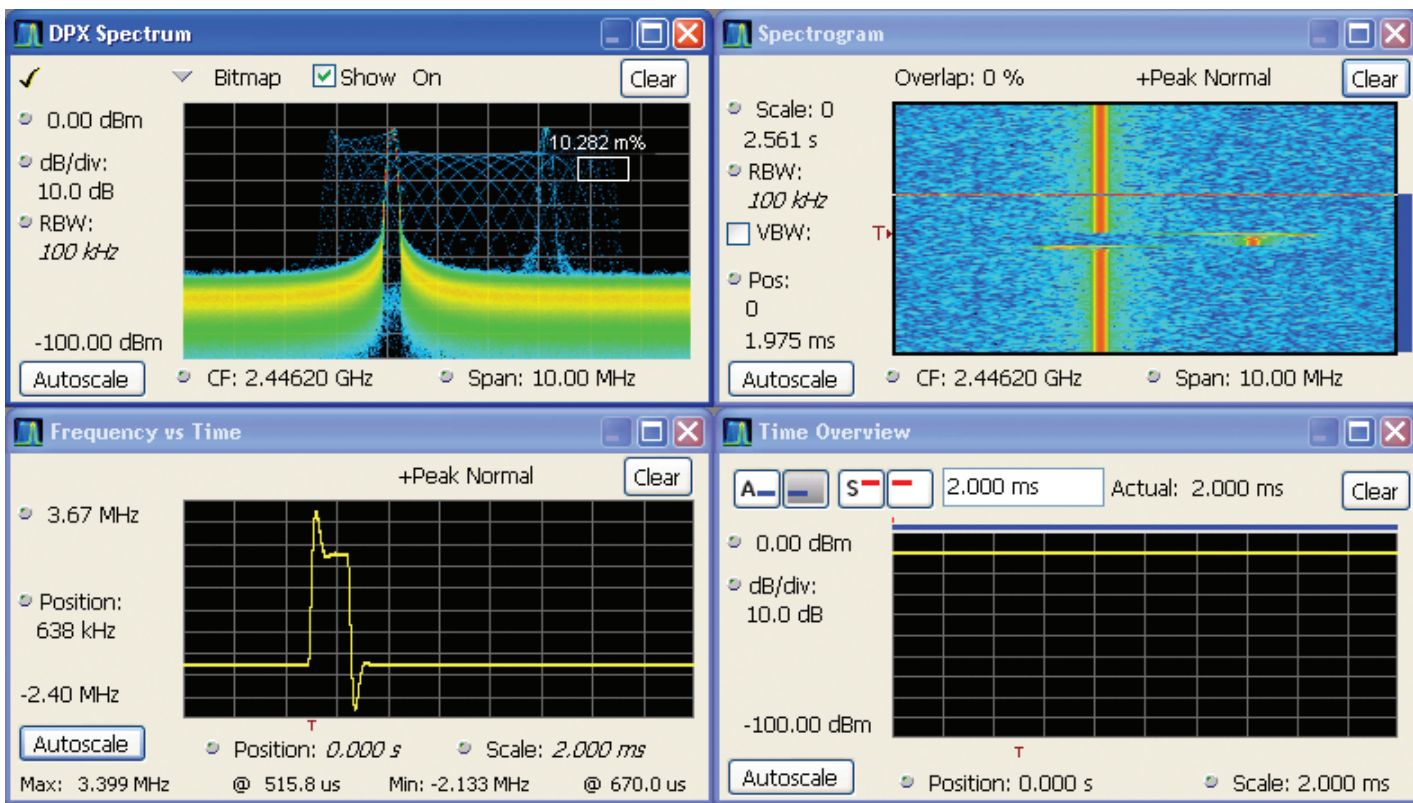 DPX Spectrum
Bitmap Show On Clear
0.00 dBm
10.282 m%
dB/div:
10.0 dB
RBW:
100 kHz
-100.00 dBm
Autoscale CF: 2.44620 GHz Span: 10.00 MHz
Spectrogram
Overlap: 0 % +Peak Normal Clear
Scale: 0
2.561 s
RBW:
100 kHz
VBW: T
Pos:
0
1.975 ms
Autoscale CF: 2.44620 GHz Span: 10.00 MHz
Frequency vs Time
+Peak Normal Clear
3.67 MHz
Position:
638 kHz
-2.40 MHz
T
Autoscale Position: 0.000 s Scale: 2.000 ms
Max: 3.399 MHz @ 515.8 us Min: -2.133 MHz @ 670.0 us
Time Overview
A S 2.000 ms Actual: 2.000 ms Clear
0.00 dBm
dB/div:
10.0 dB
-100.00 dBm
T
Autoscale Position: 0.000 s Scale: 2.000 ms